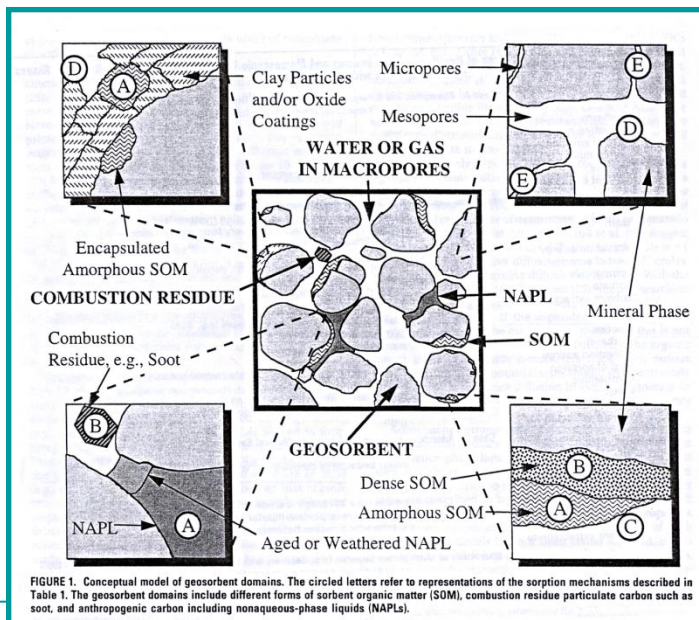 D
A
Clay Particles
and/or Oxide
Coatings
Encapsulated
Amorphous SOM
Micropores
Mesopores
E
D
E
WATER OR GAS
IN MACROPORES
COMBUSTION RESIDUE
NAPL
SOM
GEOSORBENT
Mineral Phase
Combustion
Residue, e.g., Soot
B
NAPL
A
Aged or Weathered NAPL
Dense SOM
Amorphous SOM
B
A
C
FIGURE 1. Conceptual model of geosorbent domains. The circled letters refer to representations of the sorption mechanisms described in
Table 1. The geosorbent domains include different forms of sorbent organic matter (SOM), combustion residue particulate carbon such as
soot, and anthropogenic carbon including nonaqueous-phase liquids (NAPLs).